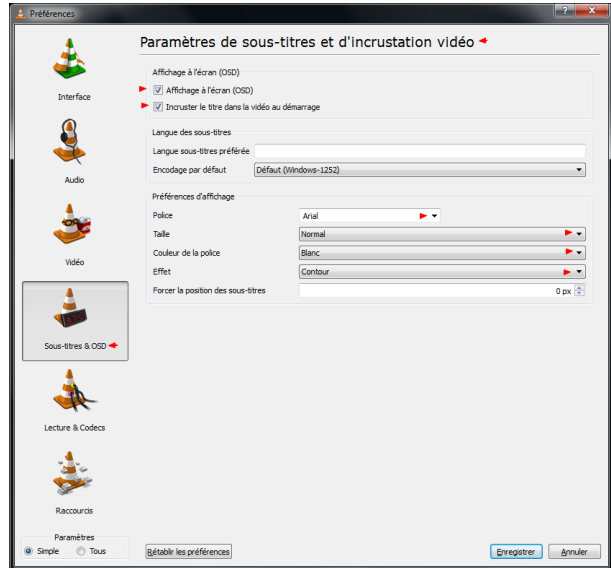 Préférences
Paramètres de sous-titres et d'incrustation vidéo
Interface
Audio
Vidéo
Sous-titres & OSD
Lecture & Codecs
Raccourcis
Affichage à l'écran (OSD)
Affichage à l'écran (OSD)
Incruster le titre dans la vidéo au démarrage
Langue des sous-titres
Langue sous-titres préférée
Encodage par défaut Défaut (Windows-1252)
Préférences d'affichage
Police Arial
Taille Normal
Couleur de la police Blanc
Effet Contour
Forcer la position des sous-titres 0 px
Paramètres
Simple Tous
Rétablir les préférences Enregistrer Annuler